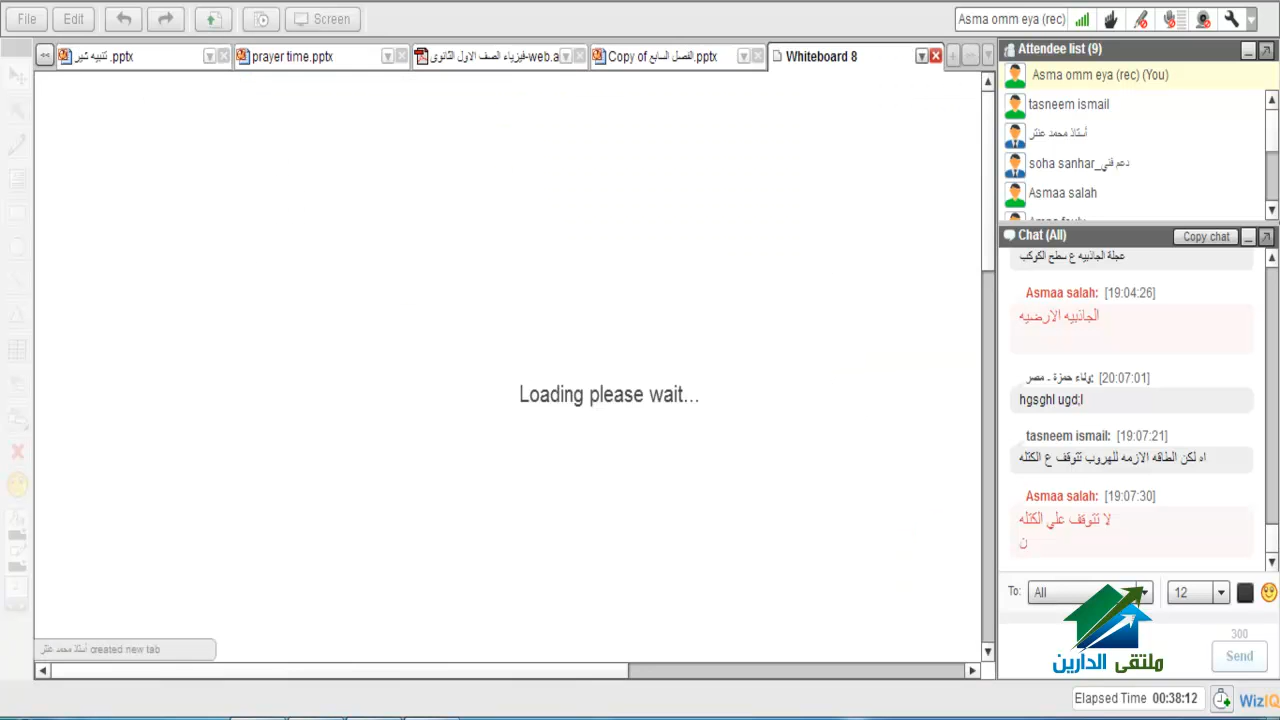 File Edit Screen Asma omm eya (rec)
تنبيه شير .pptx
prayer time.pptx
فيزياء الصف الاول الثانوى-web.a
Copy of الفصل السابع.pptx
Whiteboard 8
Attendee list (9)
Asma omm eya (rec) (You)
tasneem ismail
أستاذ محمد عنتر
soha sanhar_دعم فني
Asmaa salah
Chat (All) Copy chat
عجلة الجاذبيه ع سطح الكوكب
Asmaa salah: [19:04:26]
الجاذبيه الارضيه
ولاء حمزة - مصر: [20:07:01]
hgsghl ugd;l
tasneem ismail: [19:07:21]
اه لكن الطاقه الازمه للهروب تتوقف ع الكتله
Asmaa salah: [19:07:30]
لا تتوقف علي الكتله
ن
Loading please wait...
To: All 12
300
Send
ملتقى الدارين
أستاذ محمد عنتر created new tab
Elapsed Time 00:38:12
WizIQ